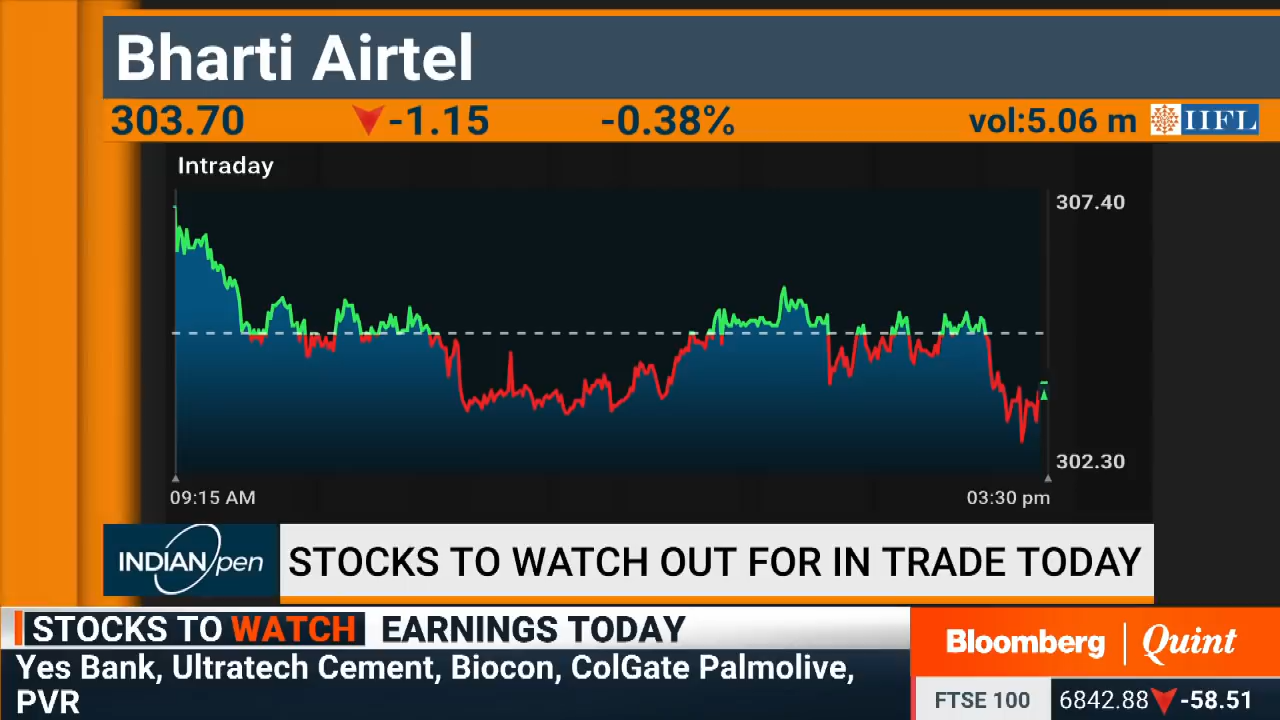 Bharti Airtel
303.70 -1.15 -0.38% vol:5.06 m IIFL
Intraday
307.40
302.30
09:15 AM 03:30 pm
INDIAN Open STOCKS TO WATCH OUT FOR IN TRADE TODAY
STOCKS TO WATCH EARNINGS TODAY
Yes Bank, Ultratech Cement, Biocon, ColGate Palmolive,
PVR
Bloomberg | Quint
FTSE 100 6842.88 -58.51